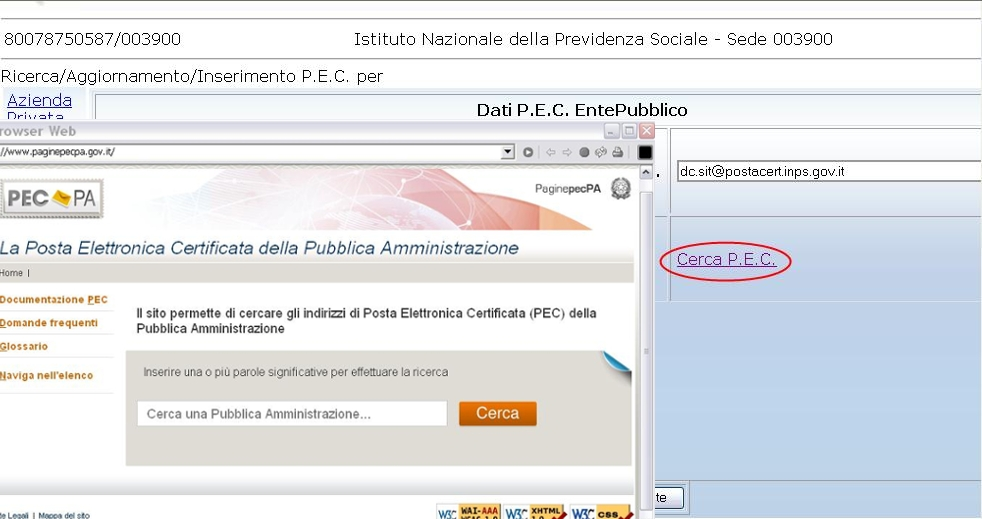 80078750587/003900 Istituto Nazionale della Previdenza Sociale - Sede 003900
Ricerca/Aggiornamento/Inserimento P.E.C. per
Azienda
Privata
Dati P.E.C. EntePubblico
rowser Web
//www.paginepecpa.gov.it/
dc.sit@postacert.inps.gov.it
PEC PA
PaginepecPA
La Posta Elettronica Certificata della Pubblica Amministrazione
Cerca P.E.C.
Home |
Documentazione PEC
Domande frequenti
Glossario
Naviga nell'elenco
Il sito permette di cercare gli indirizzi di Posta Elettronica Certificata (PEC) della
Pubblica Amministrazione
Inserire una o più parole significative per effettuare la ricerca
Cerca una Pubblica Amministrazione...
Cerca
te
te Legali | Mappa del sito
W3C WAI-AAA
W3C XHTML 1.0
W3C CSS